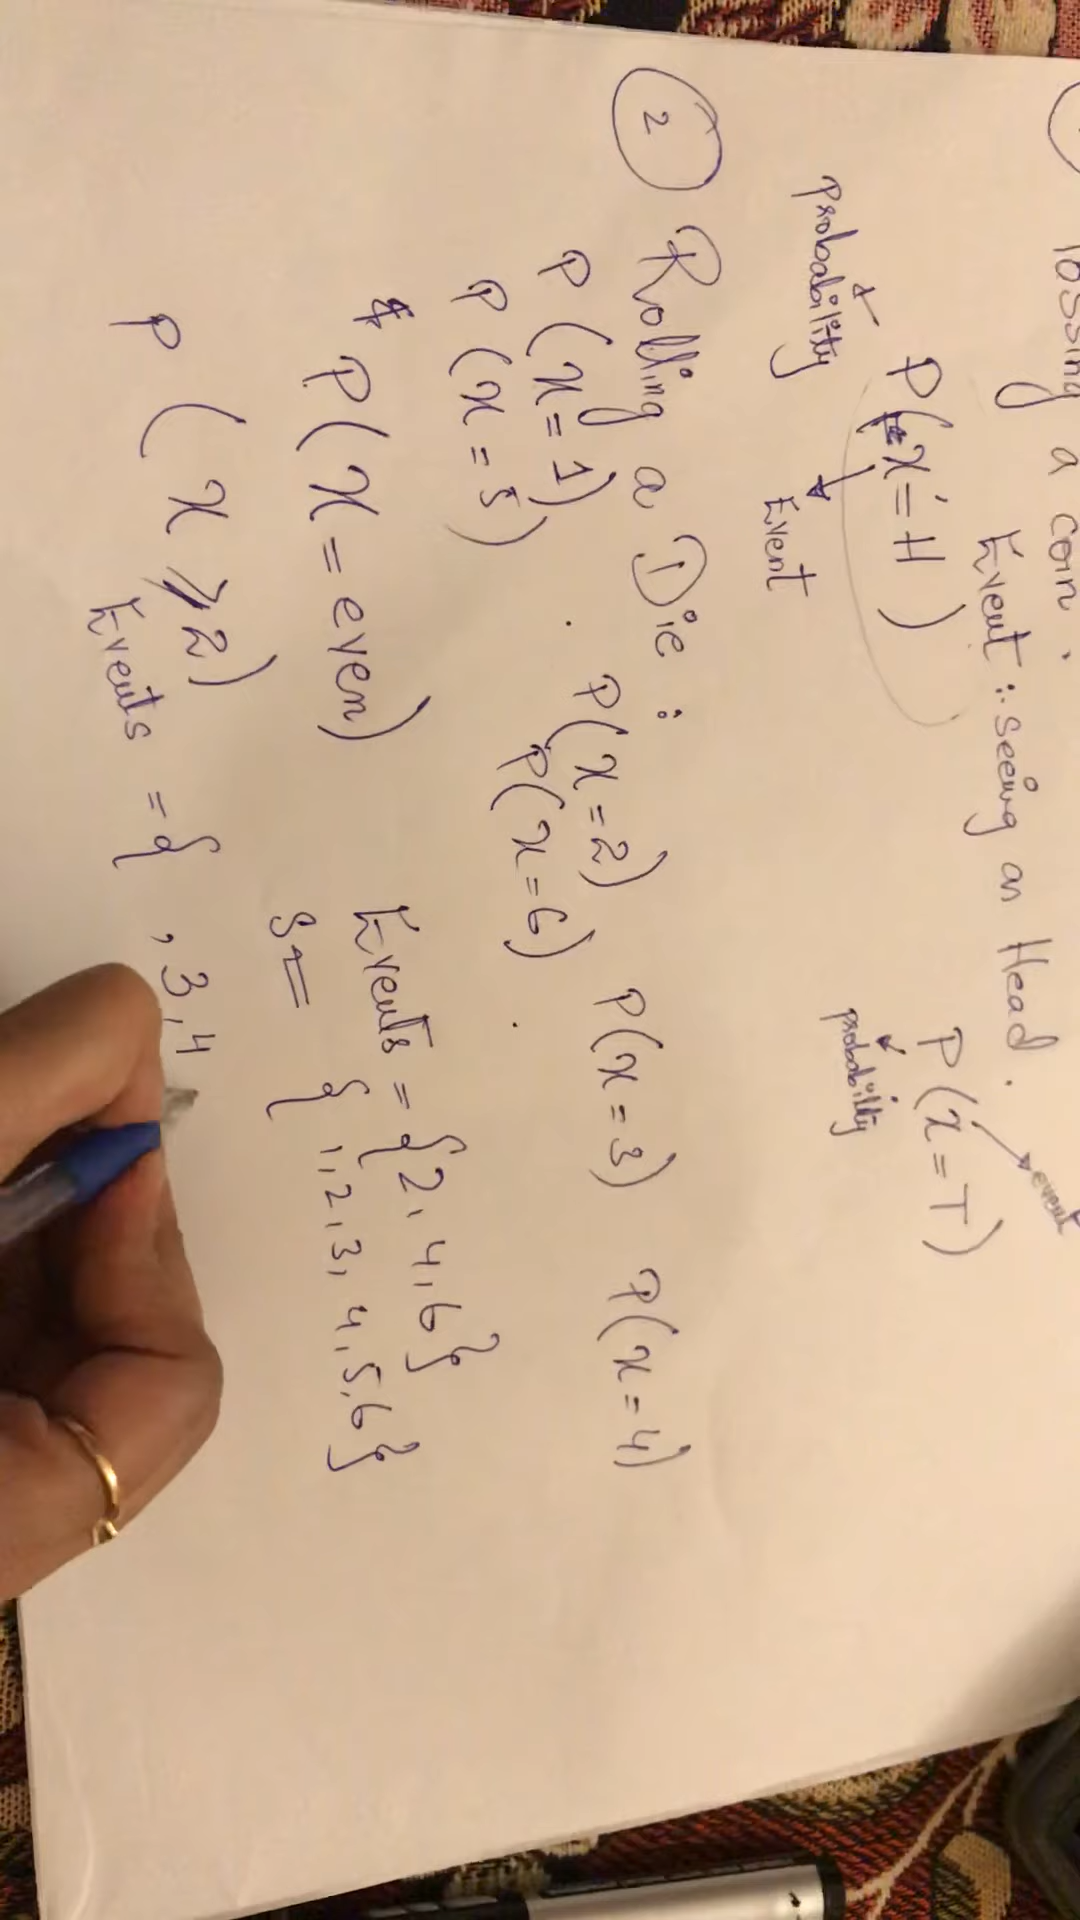 Tossing a coin.
Event : seeing an Head.
P(x=H) P(x=T)
probability Event probability event
2 Rolling a Die :
P(x=1) P(x=2) P(x=3) P(x=4)
P(x=5) P(x=6)
* P(x=even) Events = {2,4,6}
S = {1,2,3,4,5,6}
P(x⩾2)
Events = { ,3,4